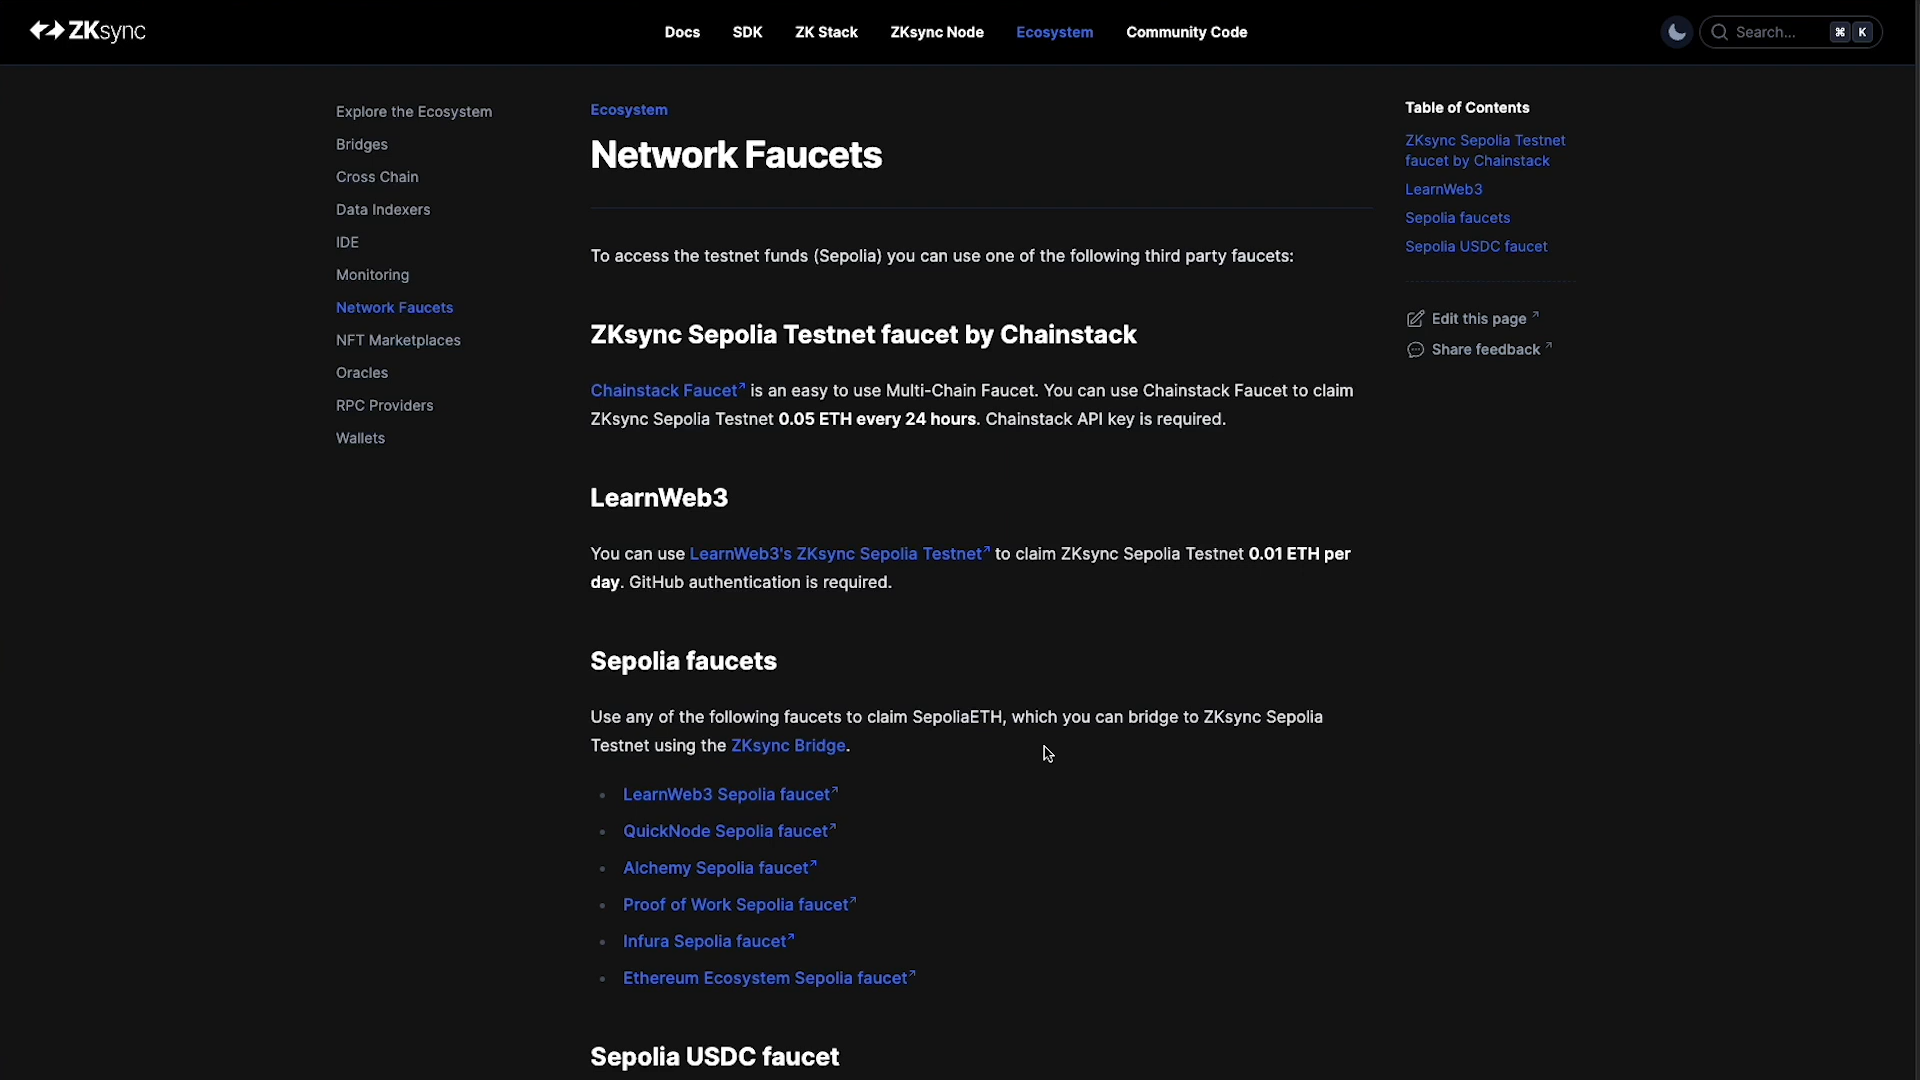 ZKsync
Docs
SDK
ZK Stack
ZKsync Node
Ecosystem
Community Code
Search...
⌘ K
Explore the Ecosystem
Bridges
Cross Chain
Data Indexers
IDE
Monitoring
Network Faucets
NFT Marketplaces
Oracles
RPC Providers
Wallets
Ecosystem
Network Faucets
To access the testnet funds (Sepolia) you can use one of the following third party faucets:
ZKsync Sepolia Testnet faucet by Chainstack
Chainstack Faucet↗ is an easy to use Multi-Chain Faucet. You can use Chainstack Faucet to claim
ZKsync Sepolia Testnet 0.05 ETH every 24 hours. Chainstack API key is required.
LearnWeb3
You can use LearnWeb3's ZKsync Sepolia Testnet↗ to claim ZKsync Sepolia Testnet 0.01 ETH per
day. GitHub authentication is required.
Sepolia faucets
Use any of the following faucets to claim SepoliaETH, which you can bridge to ZKsync Sepolia
Testnet using the ZKsync Bridge.
• LearnWeb3 Sepolia faucet↗
• QuickNode Sepolia faucet↗
• Alchemy Sepolia faucet↗
• Proof of Work Sepolia faucet↗
• Infura Sepolia faucet↗
• Ethereum Ecosystem Sepolia faucet↗
Sepolia USDC faucet
Table of Contents
ZKsync Sepolia Testnet
faucet by Chainstack
LearnWeb3
Sepolia faucets
Sepolia USDC faucet
Edit this page ↗
Share feedback ↗